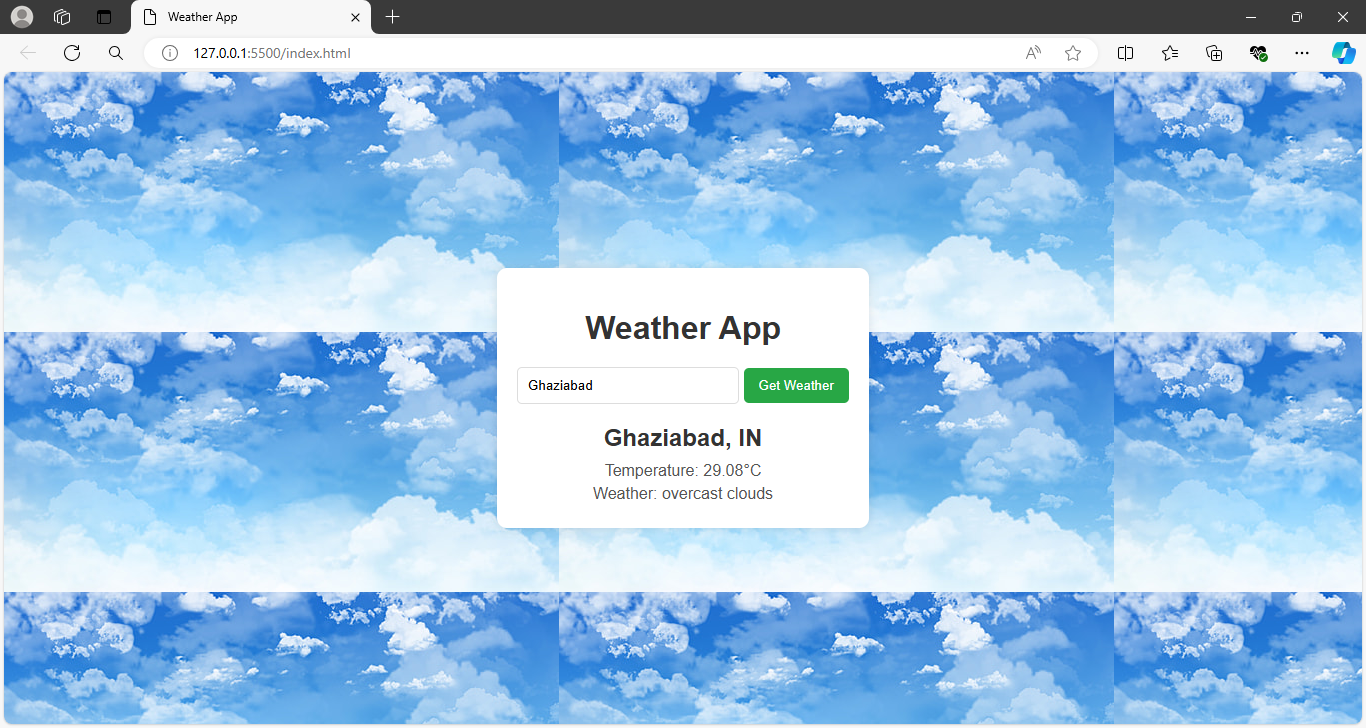 Weather App
127.0.0.1:5500/index.html
Weather App
Ghaziabad
Get Weather
Ghaziabad, IN
Temperature: 29.08°C
Weather: overcast clouds